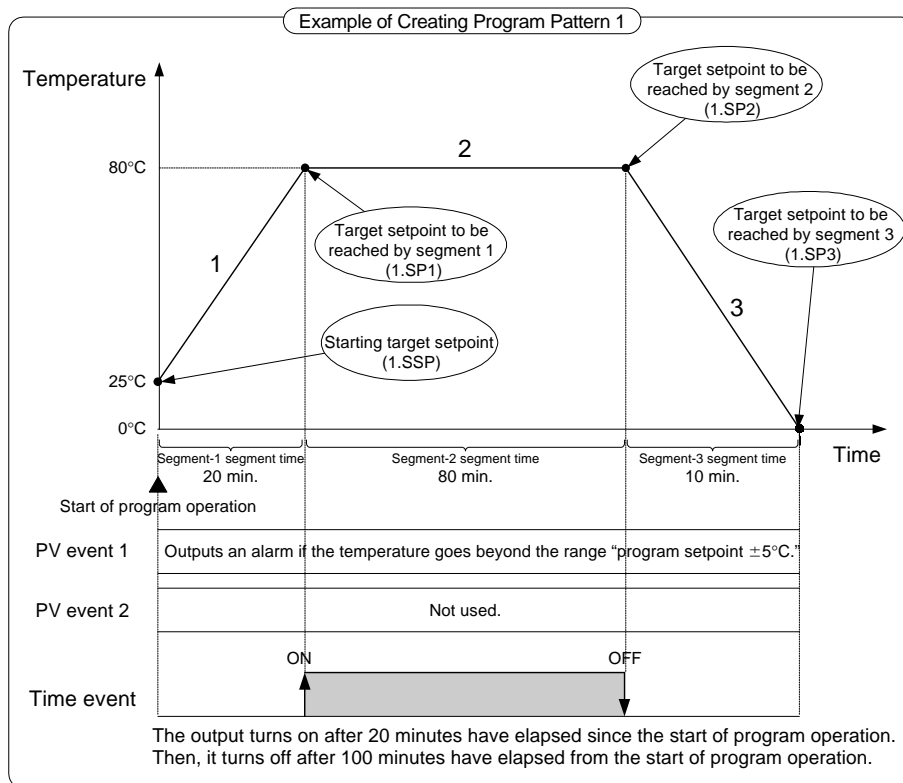 Example of Creating Program Pattern 1
Temperature
Target setpoint to be
reached by segment 2
(1.SP2)
2
80°C
Target setpoint to be
reached by segment 1
(1.SP1)
Target setpoint to be
reached by segment 3
(1.SP3)
1
3
Starting target setpoint
(1.SSP)
25°C
0°C
Time
Segment-1 segment time
20 min.
Segment-2 segment time
80 min.
Segment-3 segment time
10 min.
Start of program operation
PV event 1
Outputs an alarm if the temperature goes beyond the range “program setpoint ±5°C.”
PV event 2
Not used.
ON
OFF
Time event
The output turns on after 20 minutes have elapsed since the start of program operation.
Then, it turns off after 100 minutes have elapsed from the start of program operation.